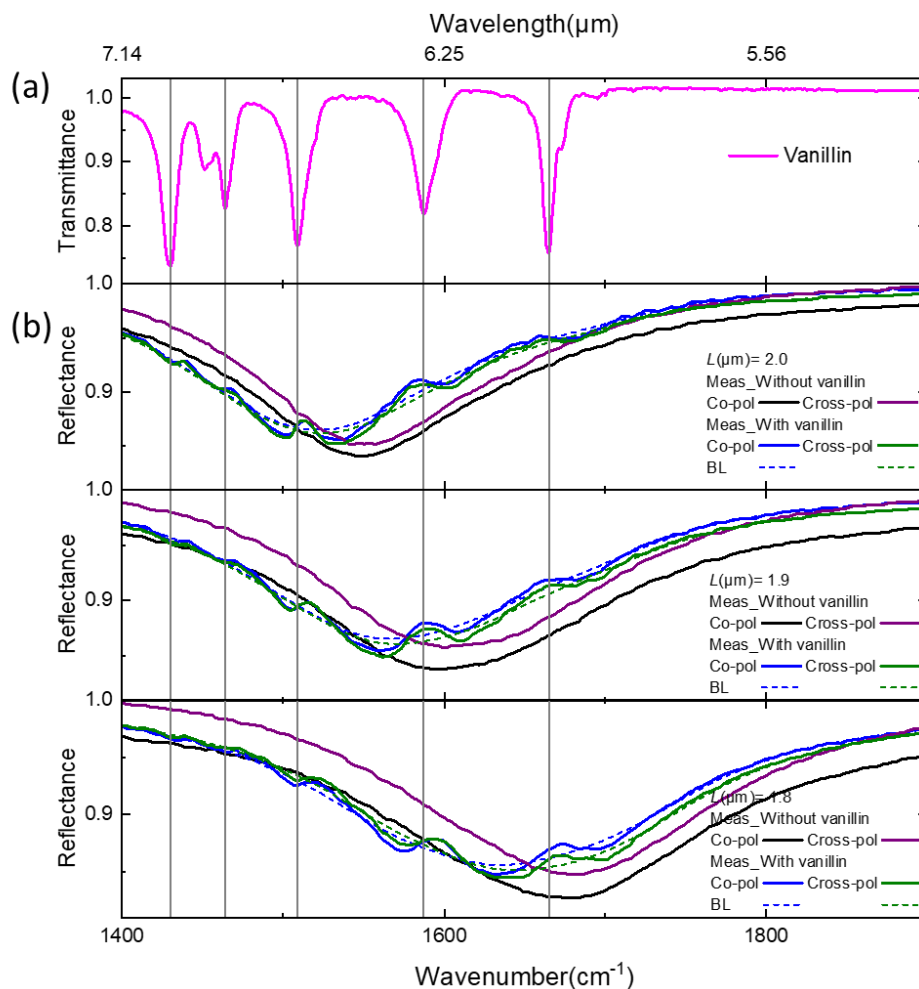 Wavelength(μm)
7.14 6.25 5.56
(a)
1.0
0.9
0.8
Transmittance
Vanillin
(b)
1.0
0.9
Reflectance
L(μm)= 2.0
Meas_Without vanillin
Co-pol Cross-pol
Meas_With vanillin
Co-pol Cross-pol
BL
1.0
0.9
Reflectance
L(μm)= 1.9
Meas_Without vanillin
Co-pol Cross-pol
Meas_With vanillin
Co-pol Cross-pol
BL
1.0
0.9
Reflectance
L(μm)= 1.8
Meas_Without vanillin
Co-pol Cross-pol
Meas_With vanillin
Co-pol Cross-pol
BL
1400 1600 1800
Wavenumber(cm⁻¹)